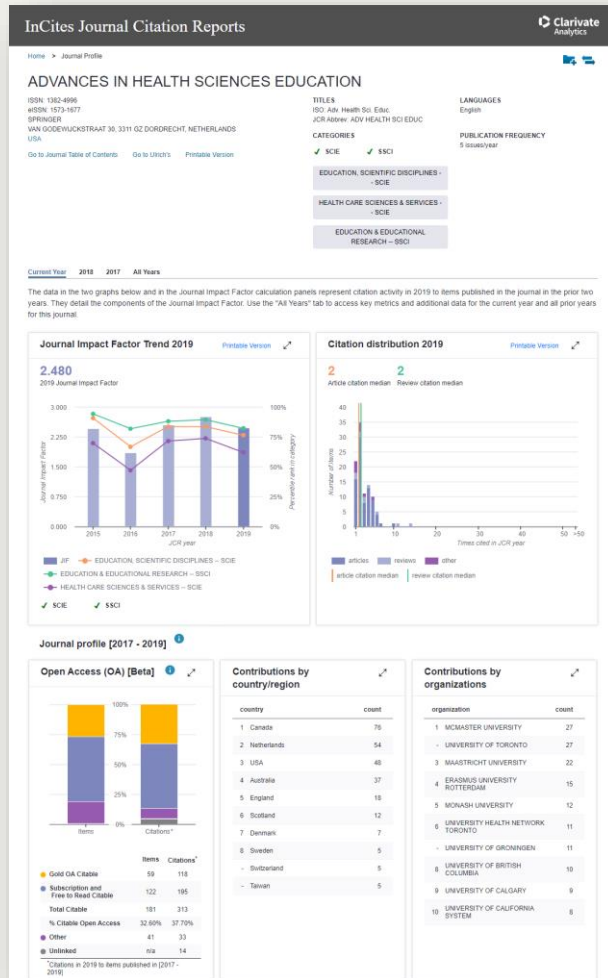 InCites Journal Citation Reports
Clarivate
Analytics
Home > Journal Profile
ADVANCES IN HEALTH SCIENCES EDUCATION
ISSN: 1382-4996
eISSN: 1573-1677
SPRINGER
VAN GODEWIJCKSTRAAT 30, 3311 GZ DORDRECHT, NETHERLANDS
USA
Go to Journal Table of Contents Go to Ulrich's Printable Version
TITLES
ISO: Adv. Health Sci. Educ.
JCR Abbrev: ADV HEALTH SCI EDUC
CATEGORIES
✓ SCIE ✓ SSCI
EDUCATION, SCIENTIFIC DISCIPLINES -
- SCIE
HEALTH CARE SCIENCES & SERVICES -
- SCIE
EDUCATION & EDUCATIONAL
RESEARCH -- SSCI
LANGUAGES
English
PUBLICATION FREQUENCY
5 issues/year
Current Year 2018 2017 All Years
The data in the two graphs below and in the Journal Impact Factor calculation panels represent citation activity in 2019 to items published in the journal in the prior two
years. They detail the components of the Journal Impact Factor. Use the "All Years" tab to access key metrics and additional data for the current year and all prior years
for this journal.
Journal Impact Factor Trend 2019 Printable Version
2.480
2019 Journal Impact Factor
3.000 100%
2.250 75%
1.500 50%
0.750 25%
0.000 0%
Journal Impact Factor
Percentile rank in category
2015 2016 2017 2018 2019
JCR year
JIF EDUCATION, SCIENTIFIC DISCIPLINES -- SCIE
EDUCATION & EDUCATIONAL RESEARCH -- SSCI
HEALTH CARE SCIENCES & SERVICES -- SCIE
✓ SCIE ✓ SSCI
Citation distribution 2019 Printable Version
2 2
Article citation median Review citation median
40
35
30
25
20
15
10
5
0
Number of items
1 10 20 30 40 50 >50
Times cited in JCR year
articles reviews other
article citation median review citation median
Journal profile [2017 - 2019]
Open Access (OA) [Beta]
100%
75%
50%
25%
0%
Items Citations*
Items Citations*
Gold OA Citable 59 118
Subscription and
Free to Read Citable 122 195
Total Citable 181 313
% Citable Open Access 32.60% 37.70%
Other 41 33
Unlinked n/a 14
*Citations in 2019 to items published in [2017 -
2019]
Contributions by
country/region
country count
1 Canada 76
2 Netherlands 54
3 USA 48
4 Australia 37
5 England 18
6 Scotland 12
7 Denmark 7
8 Sweden 5
- Switzerland 5
- Taiwan 5
Contributions by
organizations
organization count
1 MCMASTER UNIVERSITY 27
- UNIVERSITY OF TORONTO 27
3 MAASTRICHT UNIVERSITY 22
4 ERASMUS UNIVERSITY
ROTTERDAM 15
5 MONASH UNIVERSITY 12
6 UNIVERSITY HEALTH NETWORK
TORONTO 11
- UNIVERSITY OF GRONINGEN 11
8 UNIVERSITY OF BRITISH
COLUMBIA 10
9 UNIVERSITY OF CALGARY 9
10 UNIVERSITY OF CALIFORNIA
SYSTEM 8